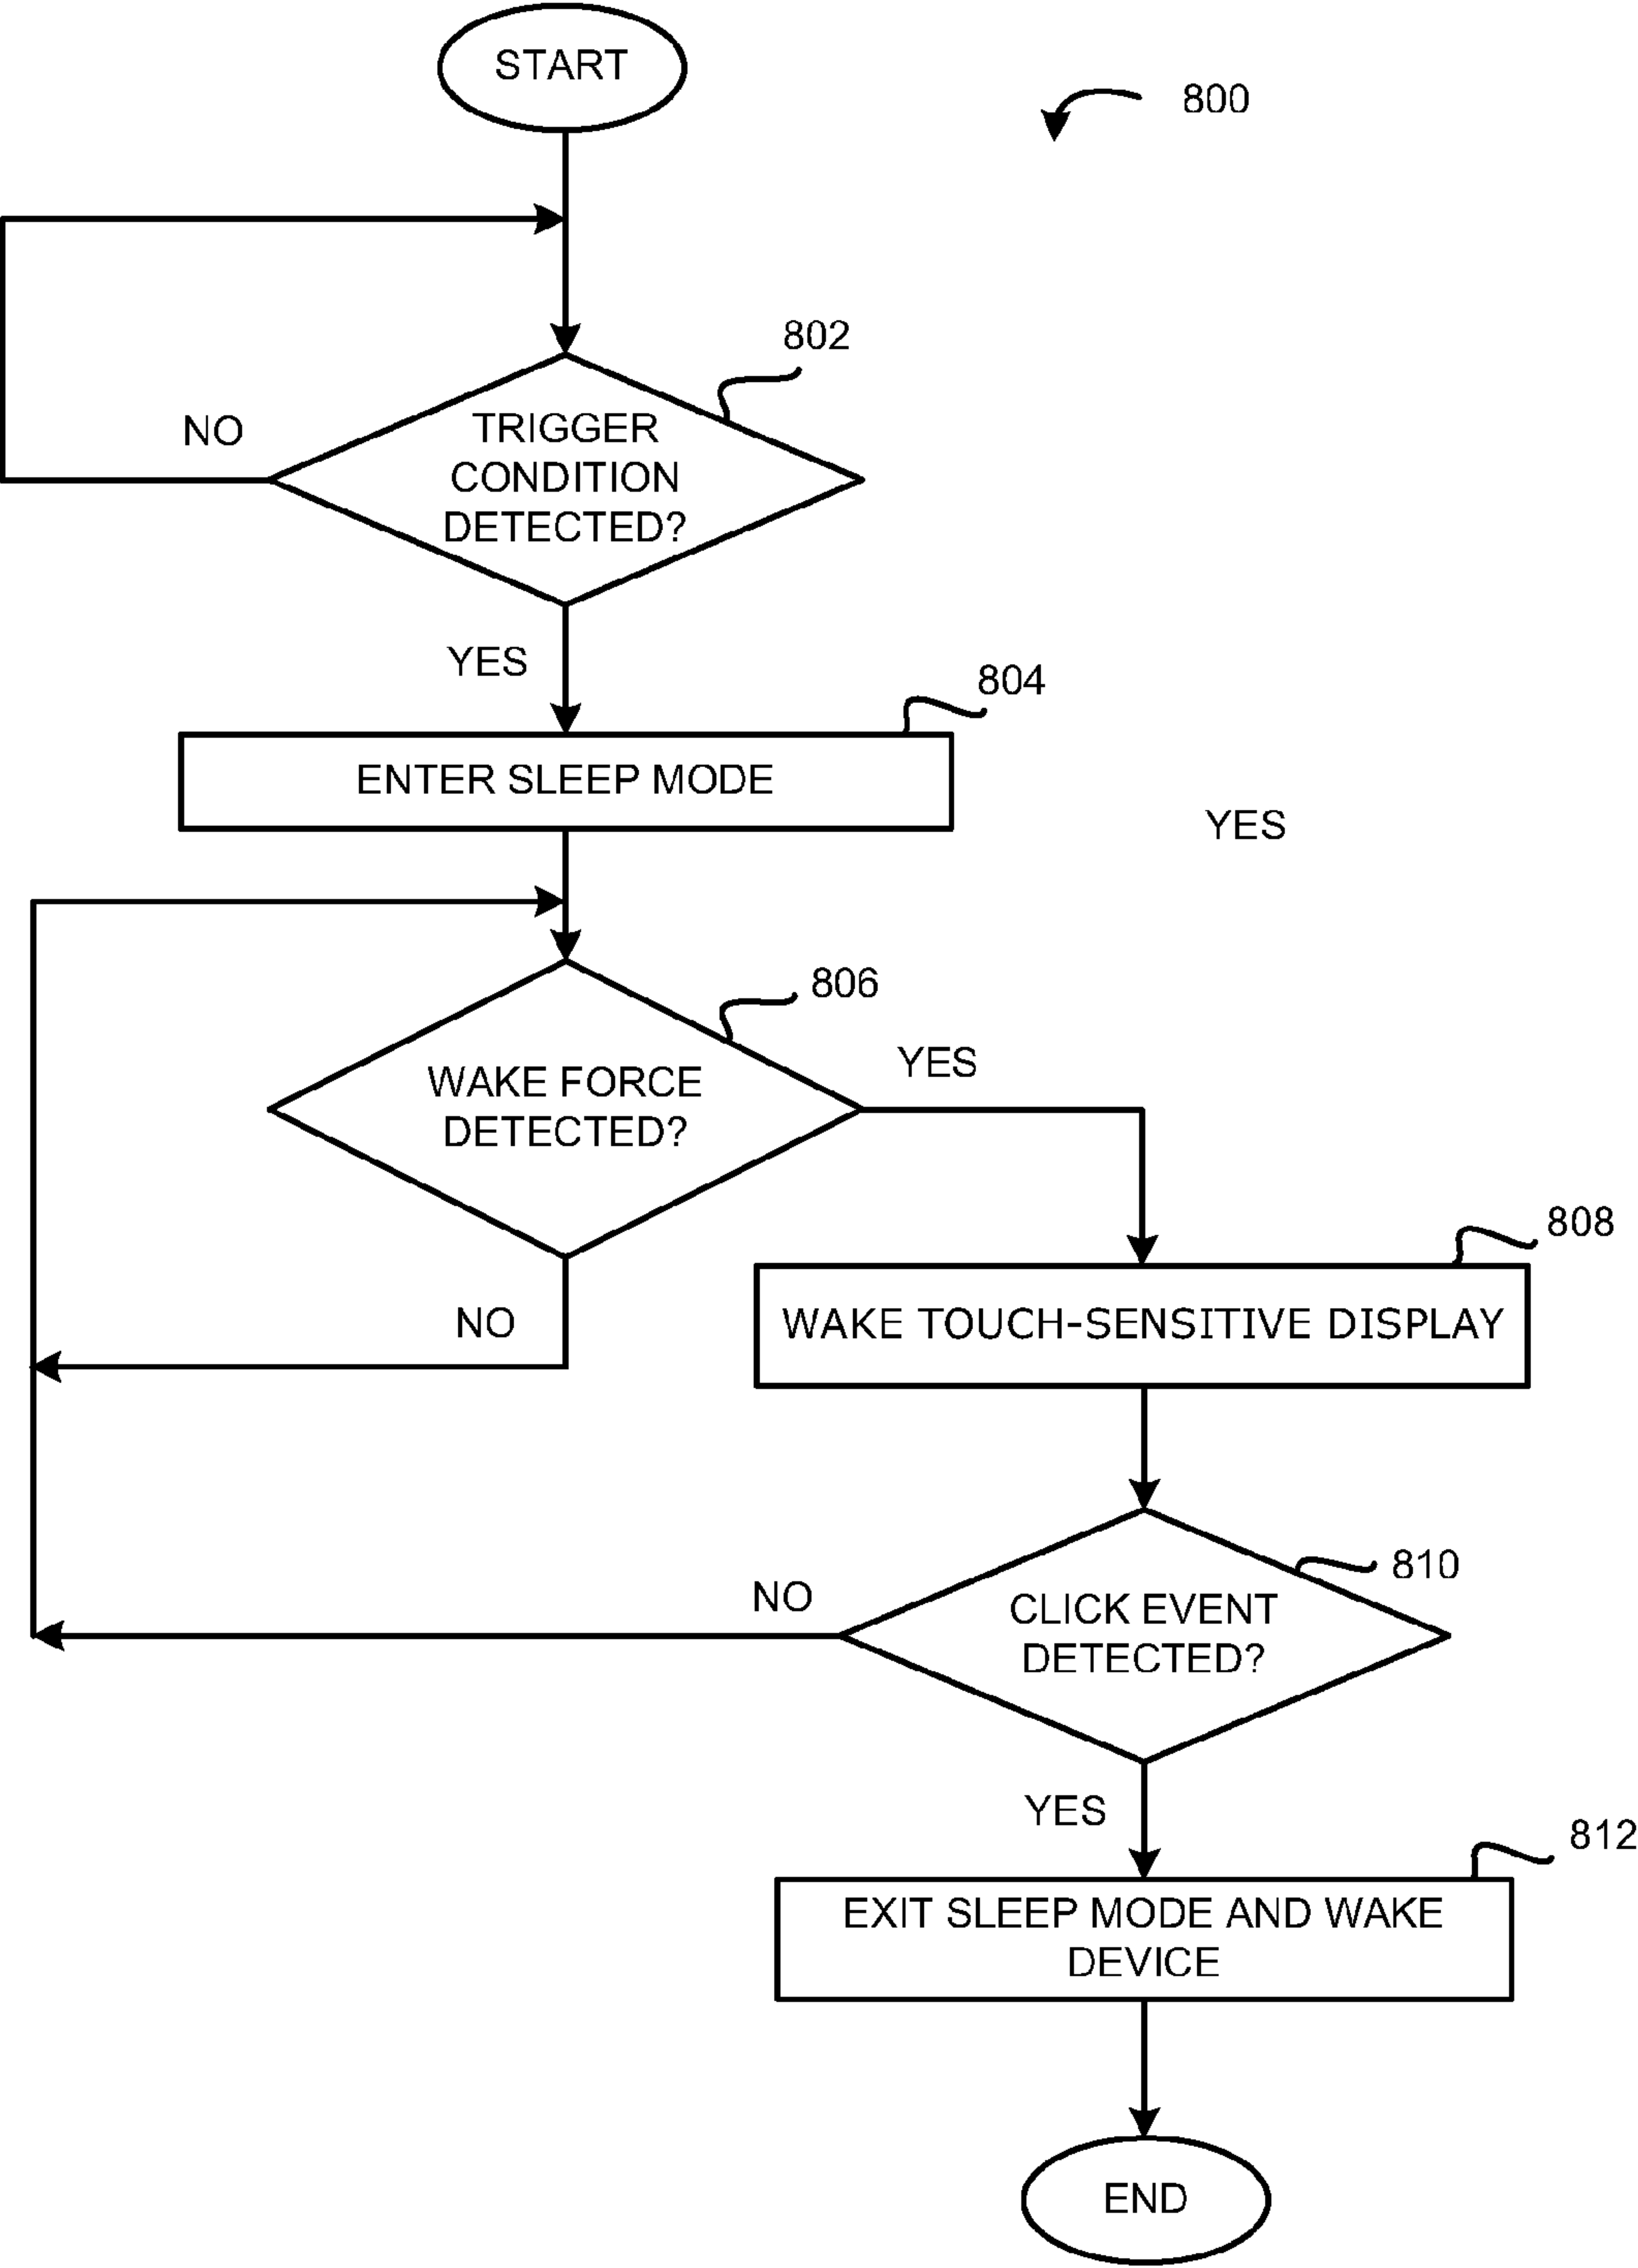 START
800
802
NO
TRIGGER
CONDITION
DETECTED?
YES
804
ENTER SLEEP MODE
YES
806
YES
WAKE FORCE
DETECTED?
808
NO
WAKE TOUCH-SENSITIVE DISPLAY
810
NO
CLICK EVENT
DETECTED?
YES
812
EXIT SLEEP MODE AND WAKE
DEVICE
END